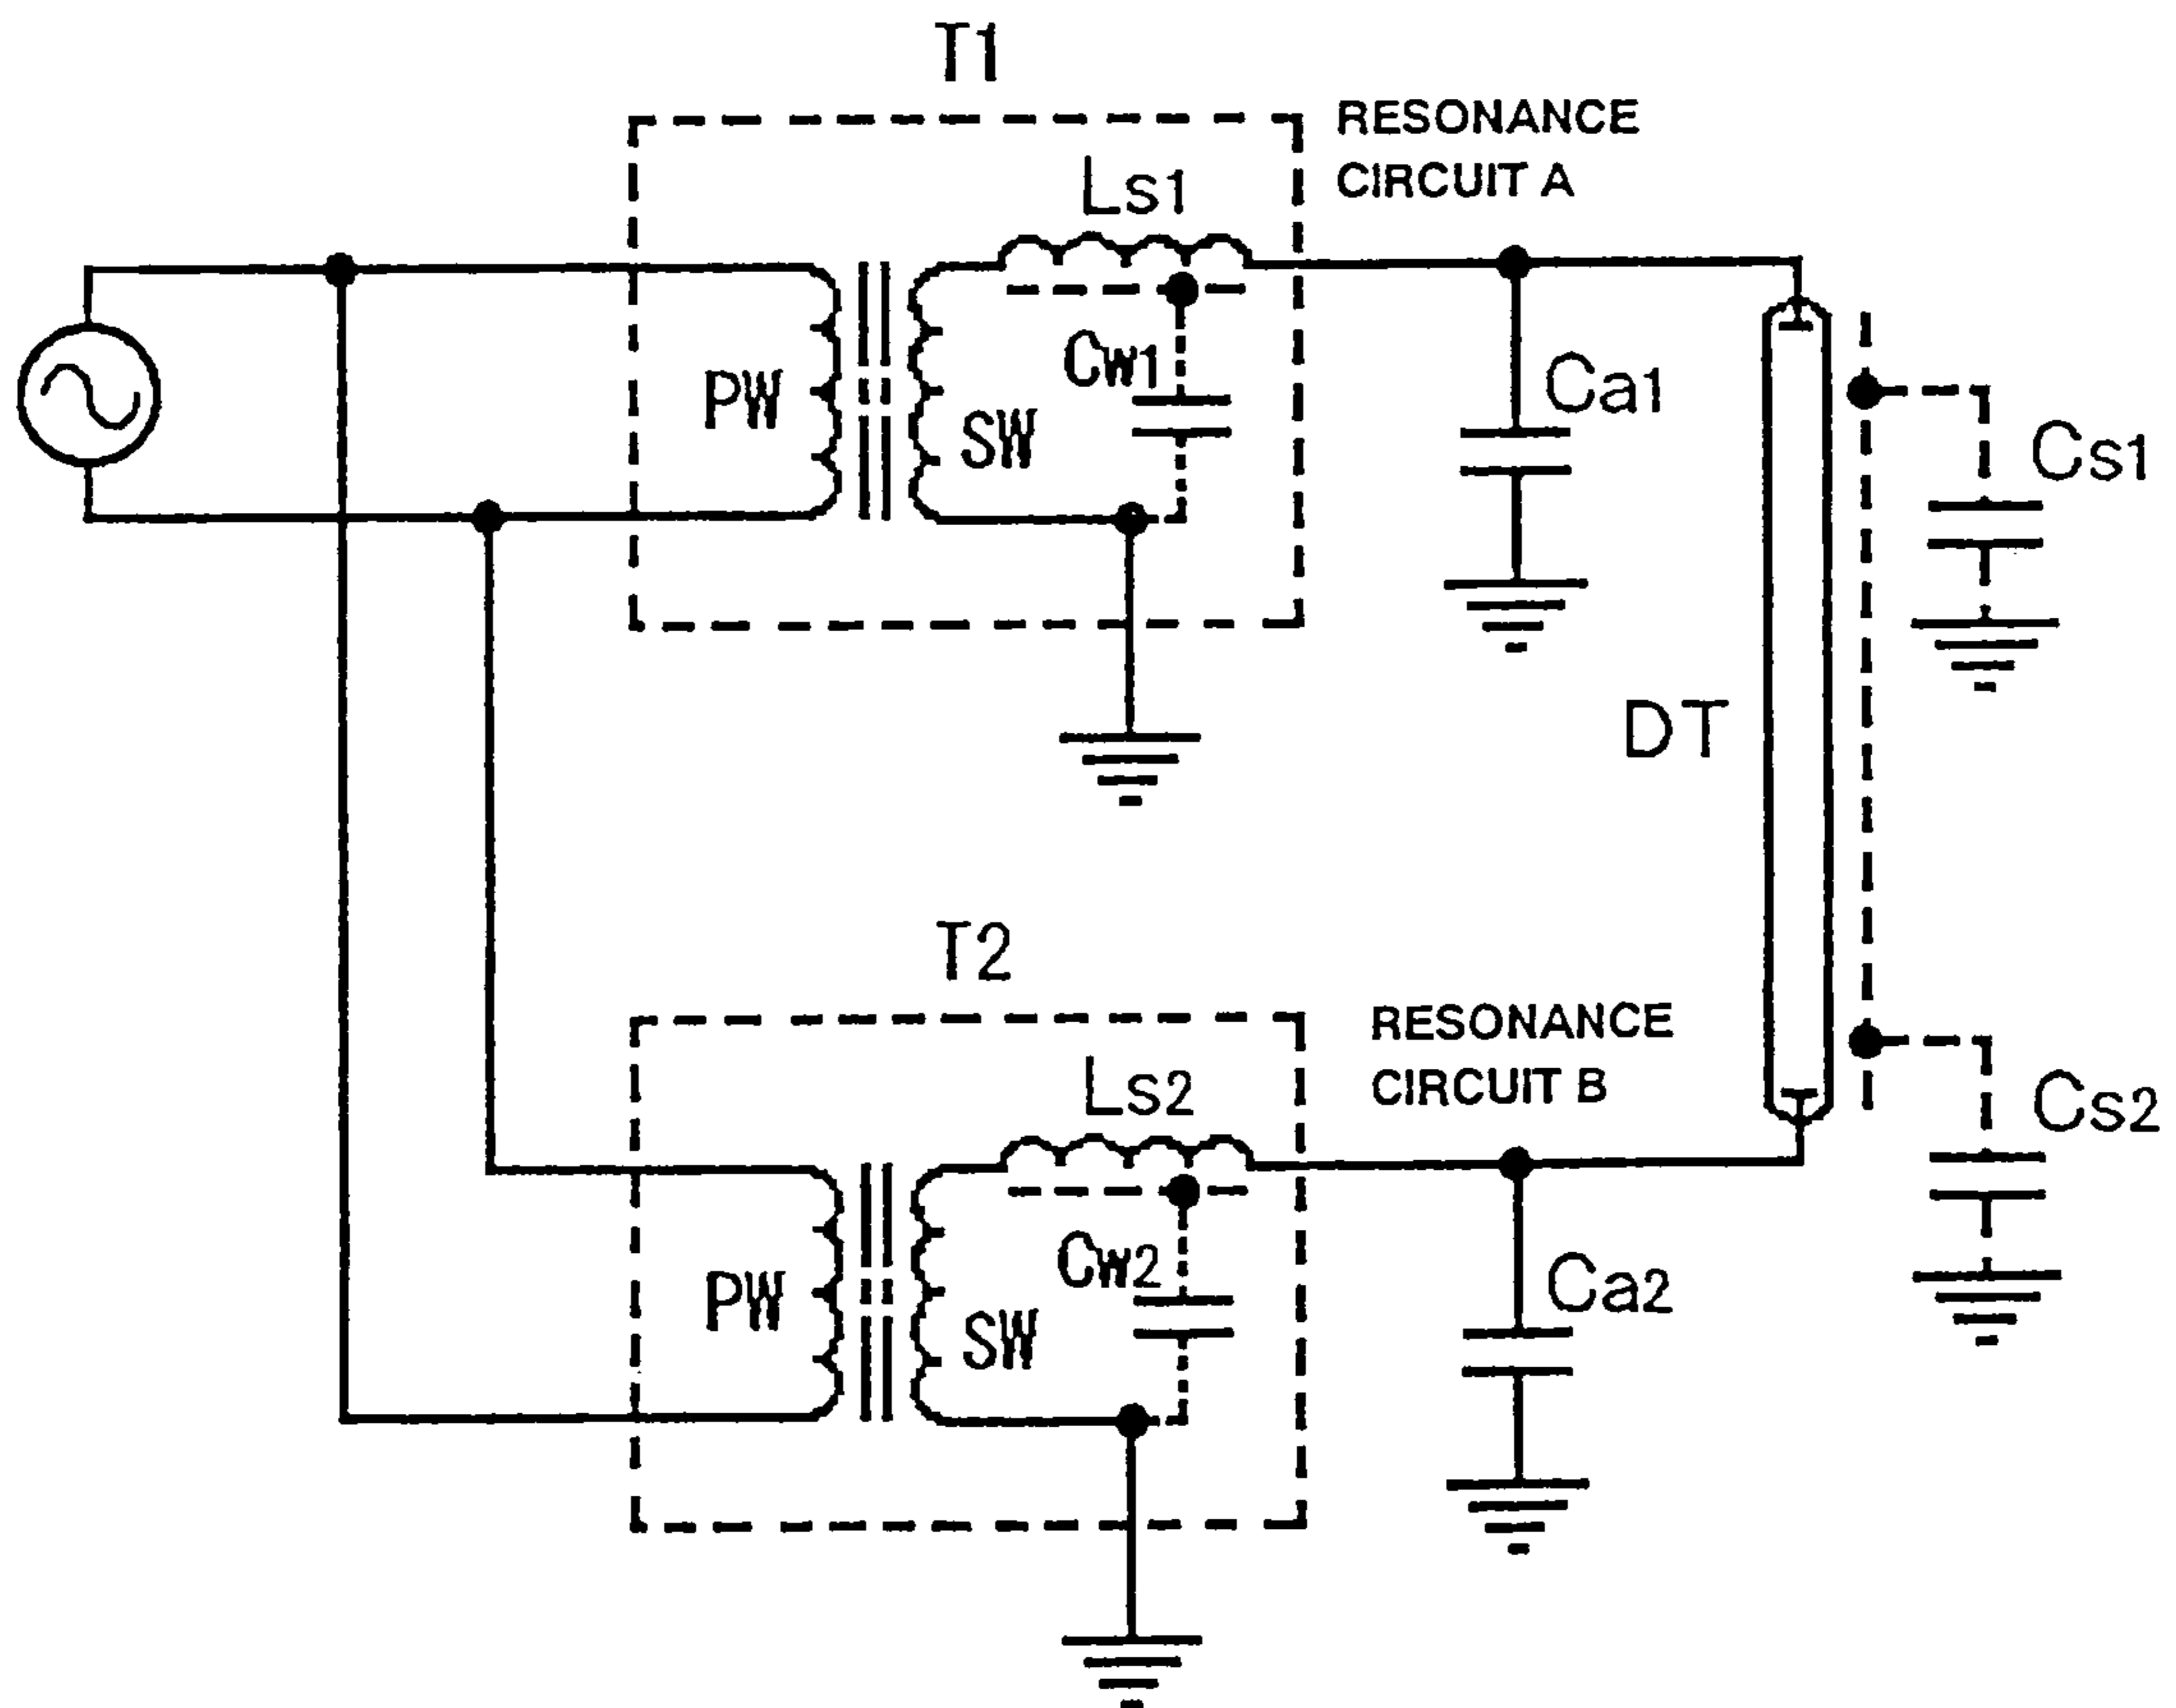 T1
RESONANCE
CIRCUIT A
Ls1
Cw1
PW
SW
Ca1
Cs1
DT
T2
RESONANCE
CIRCUIT B
Ls2
Cs2
Cw2
PW
SW
Ca2